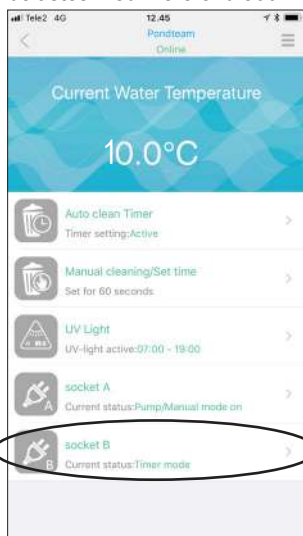 Tele2 4G 12.45
Pondteam
Online
Current Water Temperature
10.0°C
Auto clean Timer
Timer setting:Active
Manual cleaning/Set time
Set for 60 seconds
UV Light
UV-light active:07:00 - 19:00
socket A
A
Current status:Pump/Manual mode on
socket B
B
Current status:Timer mode